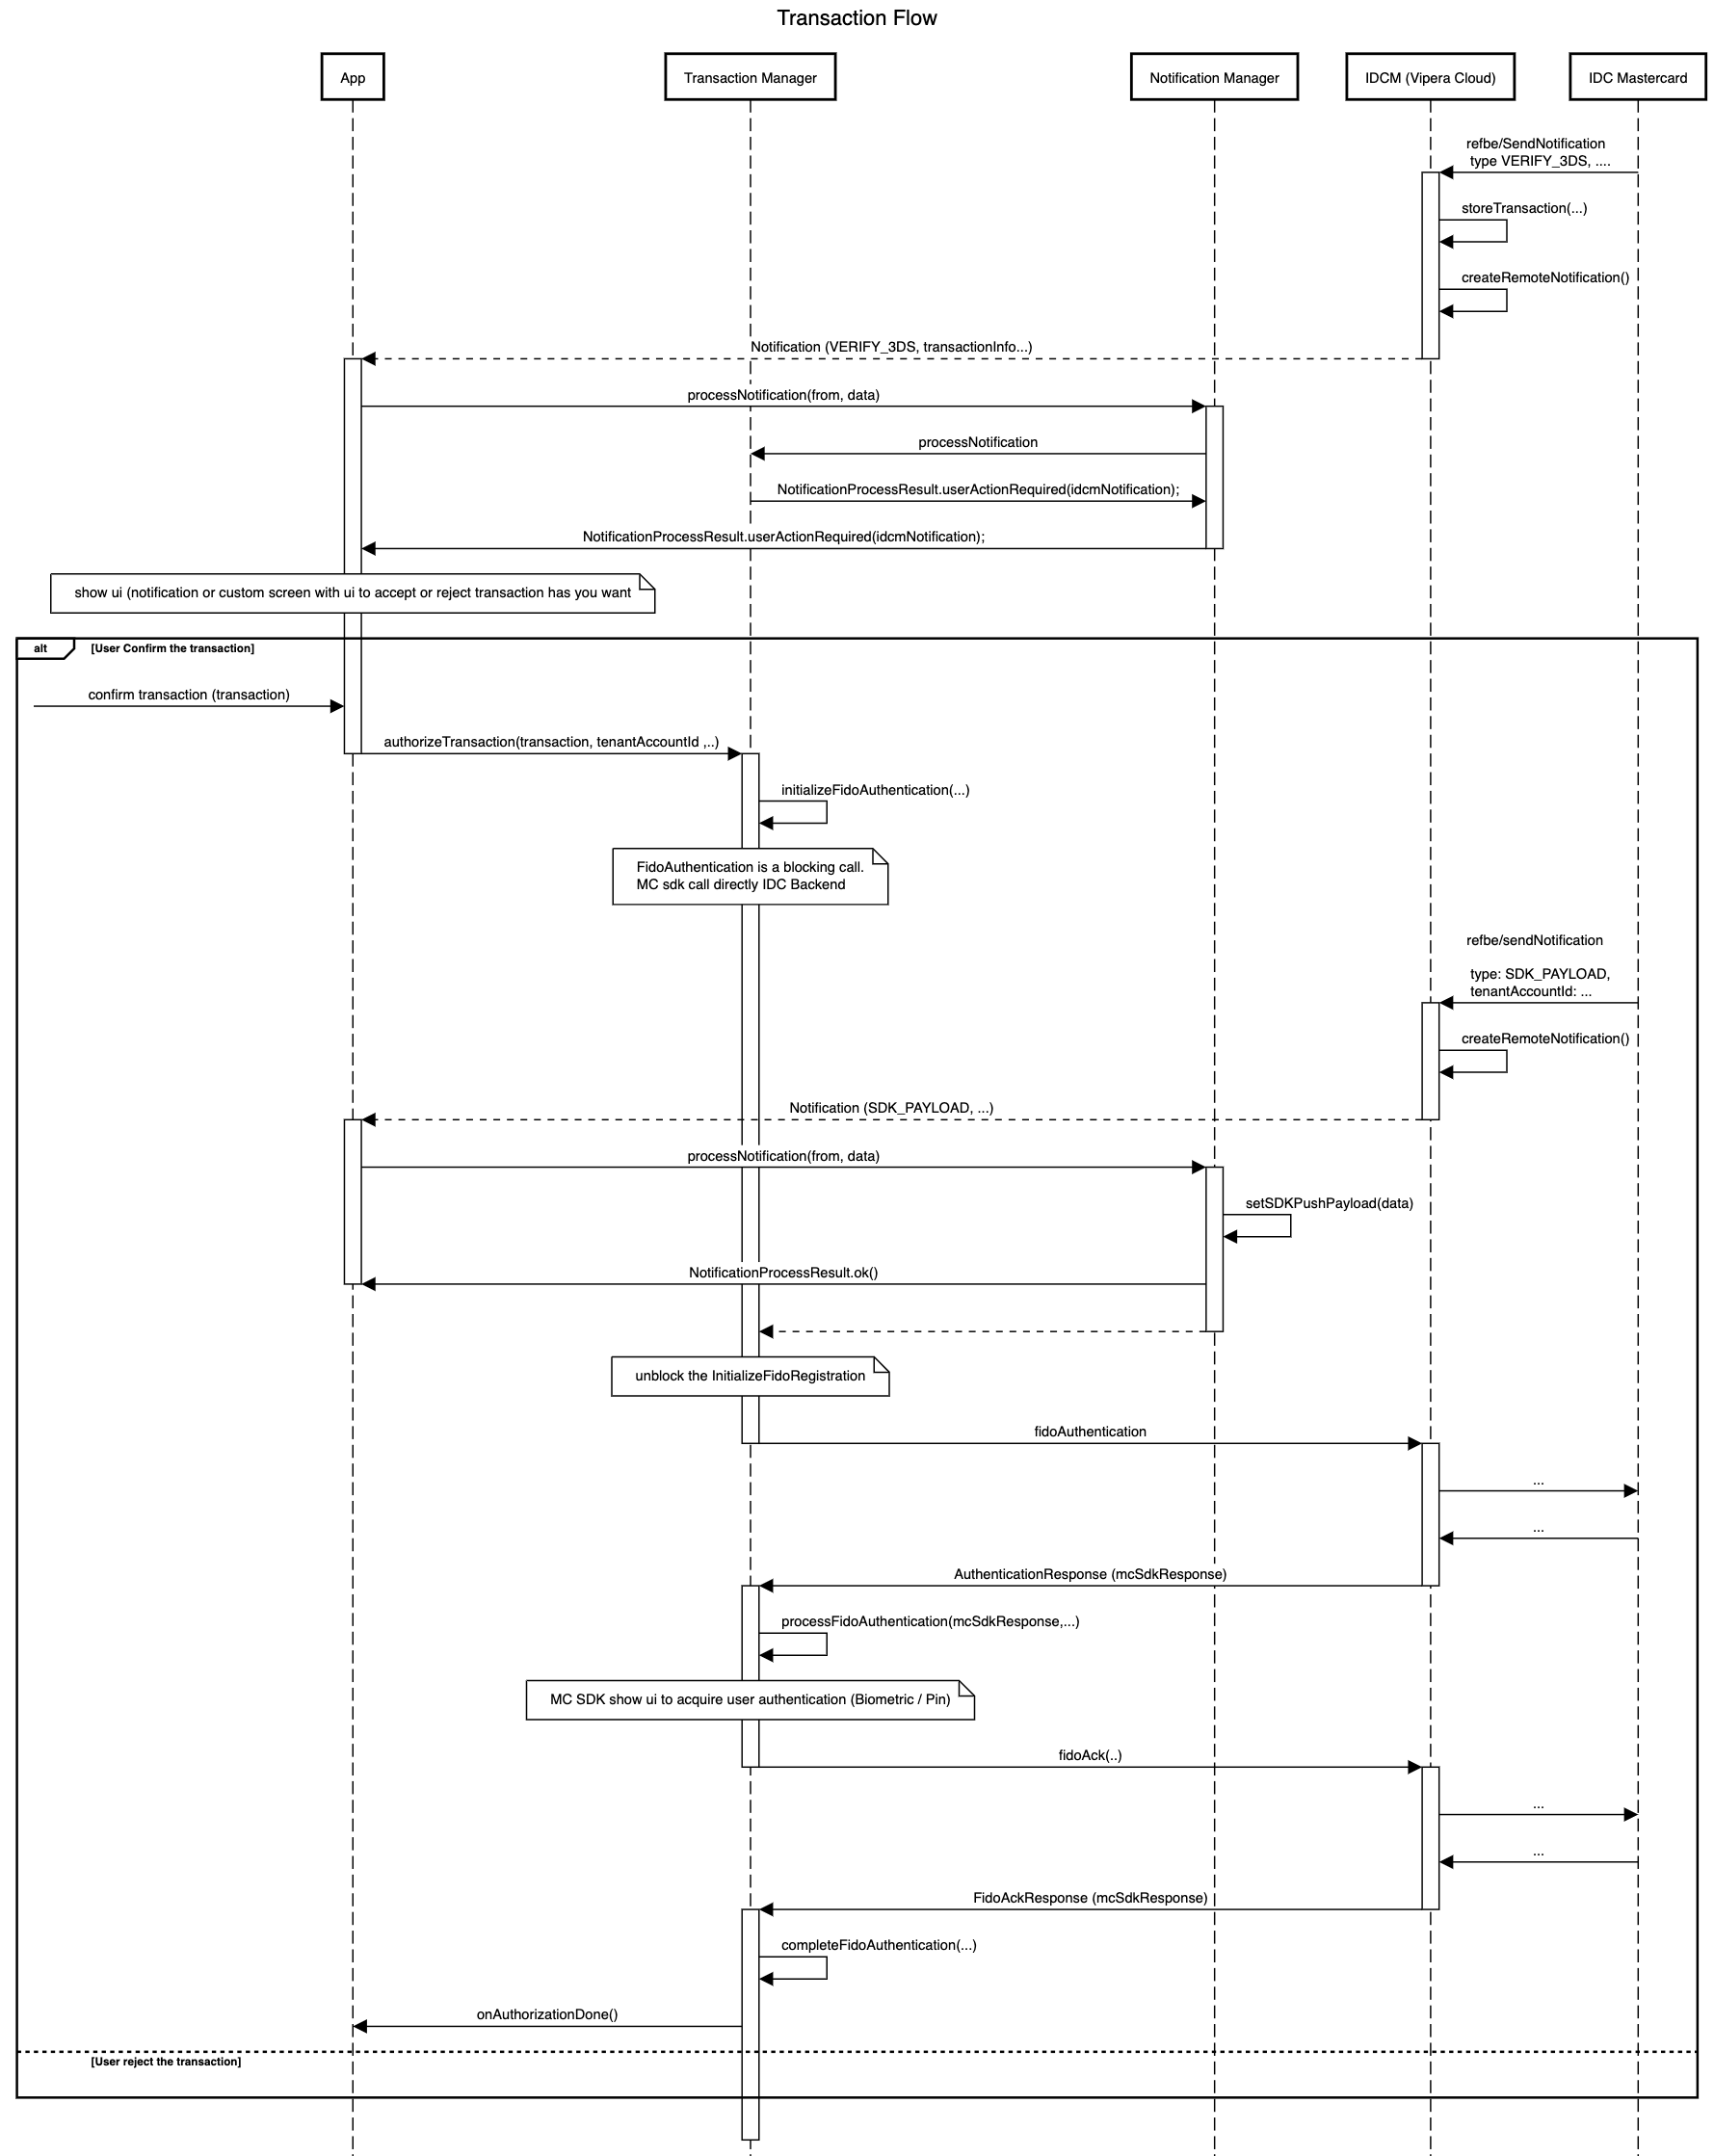 Transaction Flow
App
Transaction Manager
Notification Manager
IDCM (Vipera Cloud)
IDC Mastercard
refbe/SendNotification
type VERIFY_3DS, ....
storeTransaction(...)
createRemoteNotification()
Notification (VERIFY_3DS, transactionInfo...)
processNotification(from, data)
processNotification
NotificationProcessResult.userActionRequired(idcmNotification);
NotificationProcessResult.userActionRequired(idcmNotification);
show ui (notification or custom screen with ui to accept or reject transaction has you want
alt
[User Confirm the transaction]
confirm transaction (transaction)
authorizeTransaction(transaction, tenantAccountId ,..)
initializeFidoAuthentication(...)
FidoAuthentication is a blocking call.
MC sdk call directly IDC Backend
refbe/sendNotification
type: SDK_PAYLOAD,
tenantAccountId: ...
createRemoteNotification()
Notification (SDK_PAYLOAD, ...)
processNotification(from, data)
setSDKPushPayload(data)
NotificationProcessResult.ok()
unblock the InitializeFidoRegistration
fidoAuthentication
...
...
AuthenticationResponse (mcSdkResponse)
processFidoAuthentication(mcSdkResponse,...)
MC SDK show ui to acquire user authentication (Biometric / Pin)
fidoAck(..)
...
...
FidoAckResponse (mcSdkResponse)
completeFidoAuthentication(...)
onAuthorizationDone()
[User reject the transaction]